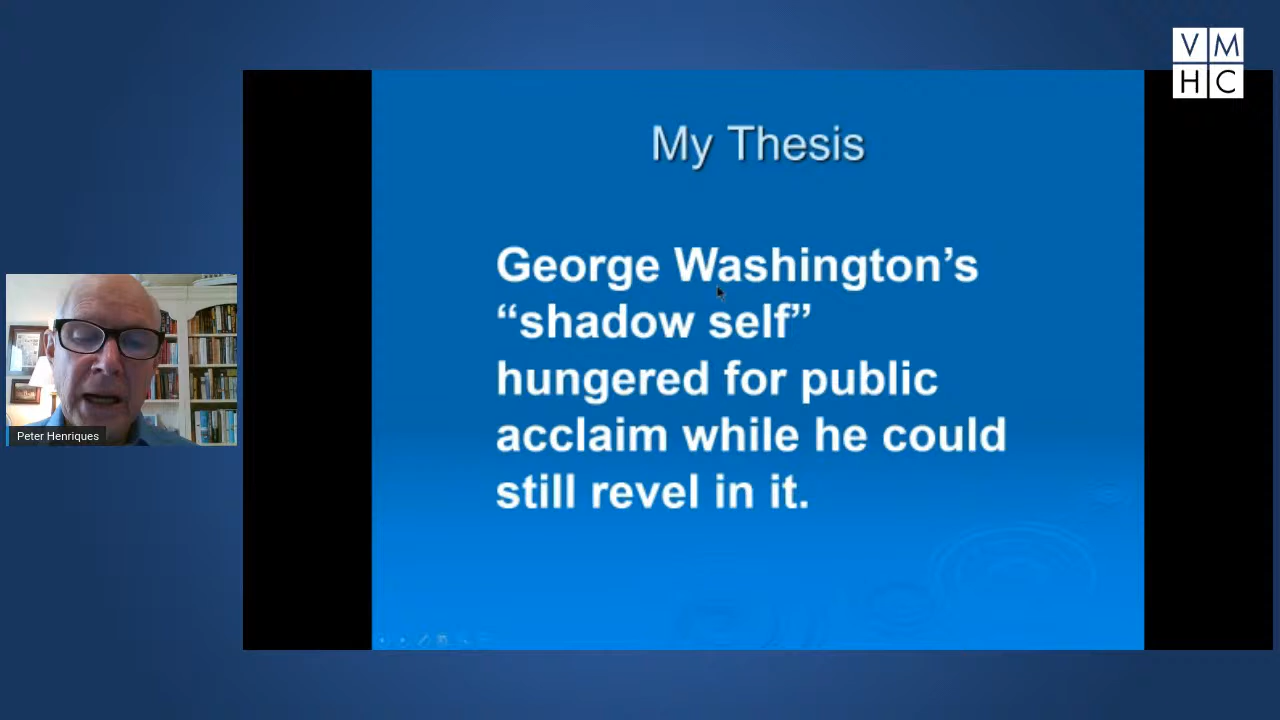 V M
H C
My Thesis
George Washington’s
“shadow self”
hungered for public
acclaim while he could
still revel in it.
Peter Henriques